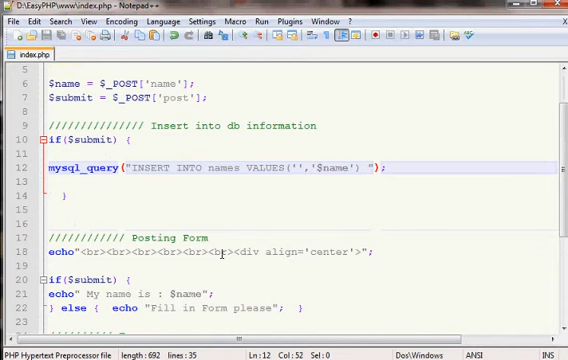 D:\EasyPHP\www\index.php - Notepad++
File Edit Search View Encoding Language Settings Macro Run Plugins Window ?
index.php
5
6 $name = $_POST['name'];
7 $submit = $_POST['post'];
8
9 /////////////// Insert into db information
10 if($submit) {
11
12 mysql_query("INSERT INTO names VALUES('','$name') ");
13
14 }
15
16
17 //////////// Posting Form
18 echo"<br><br><br><br><br><br><div align='center'>";
19
20 if($submit) {
21 echo" My name is : $name";
22 } else { echo "Fill in Form please"; }
23
PHP Hypertext Preprocessor file length : 692 lines : 35 Ln : 12 Col : 52 Sel : 0 Dos\Windows ANSI INS